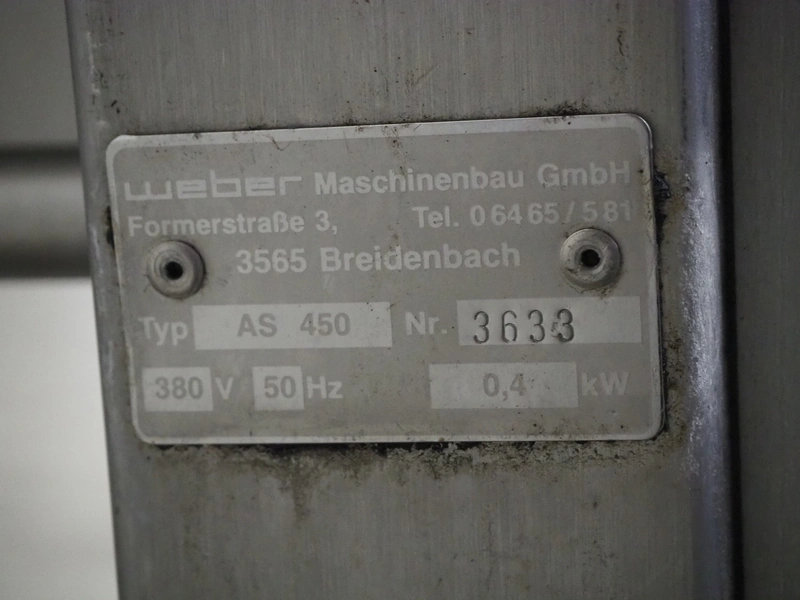 weber Maschinenbau GmbH
Formerstraße 3, Tel. 06465/581
3565 Breidenbach
Typ AS 450 Nr. 3633
380 V 50 Hz 0,4 kW